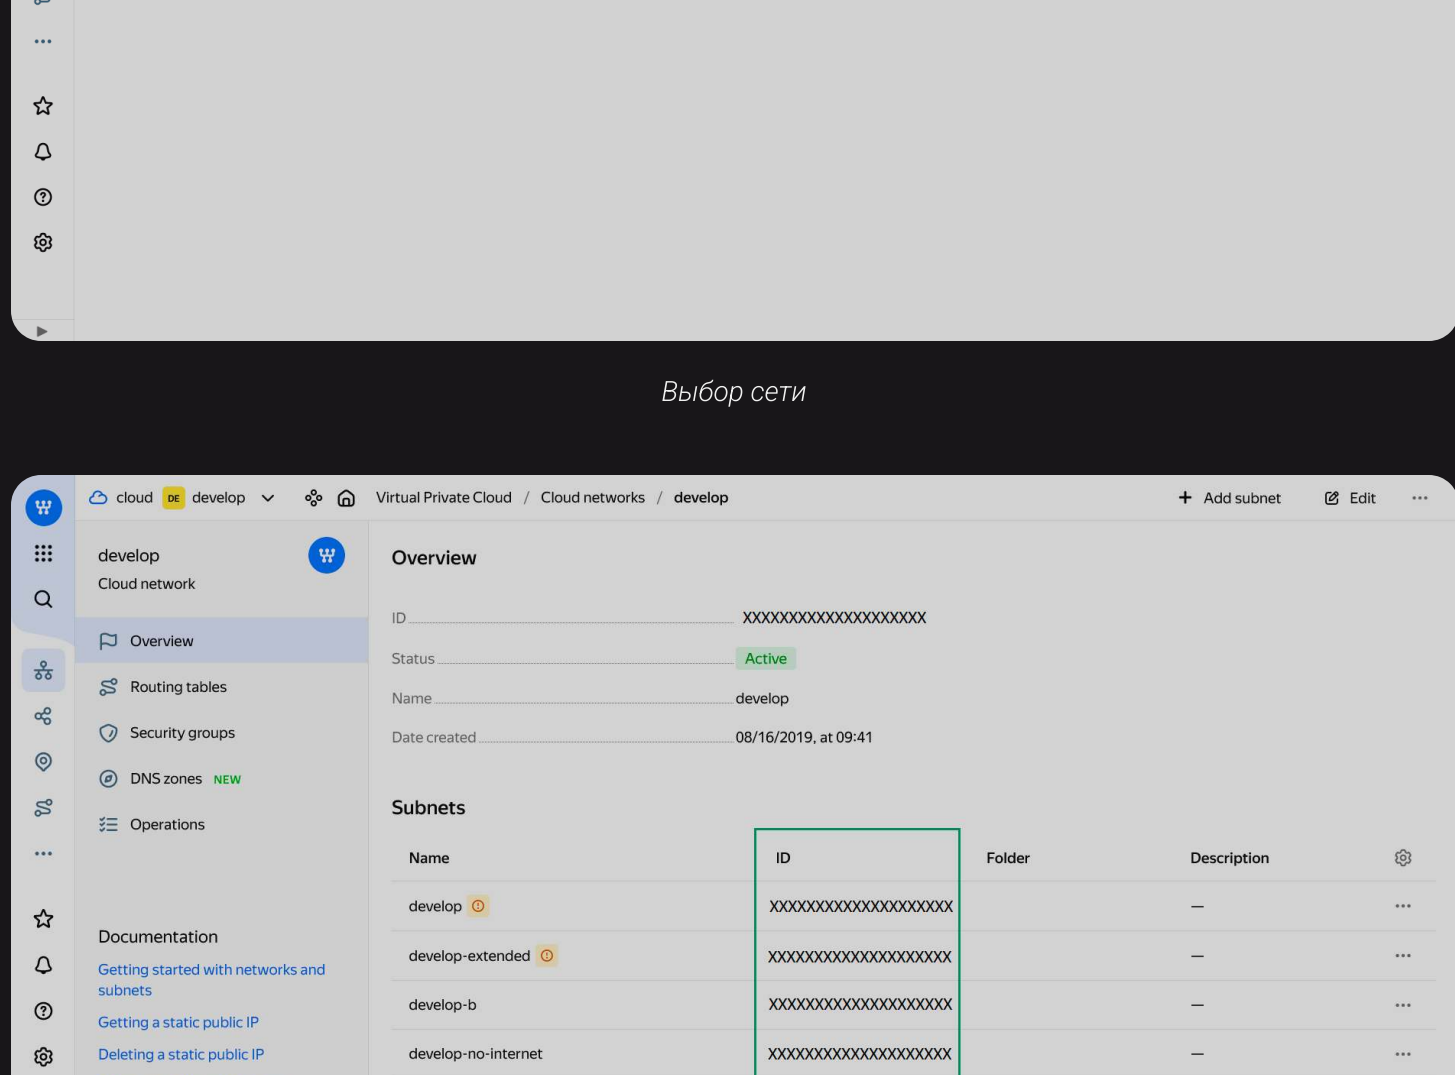 Выбор сети
cloud DE develop Virtual Private Cloud / Cloud networks / develop + Add subnet Edit
develop
Cloud network
Overview
Routing tables
Security groups
DNS zones NEW
Operations
Documentation
Getting started with networks and
subnets
Getting a static public IP
Deleting a static public IP
Overview
ID XXXXXXXXXXXXXXXXXXXX
Status Active
Name develop
Date created 08/16/2019, at 09:41
Subnets
Name ID Folder Description
develop XXXXXXXXXXXXXXXXXXXX —
develop-extended XXXXXXXXXXXXXXXXXXXX —
develop-b XXXXXXXXXXXXXXXXXXXX —
develop-no-internet XXXXXXXXXXXXXXXXXXXX —